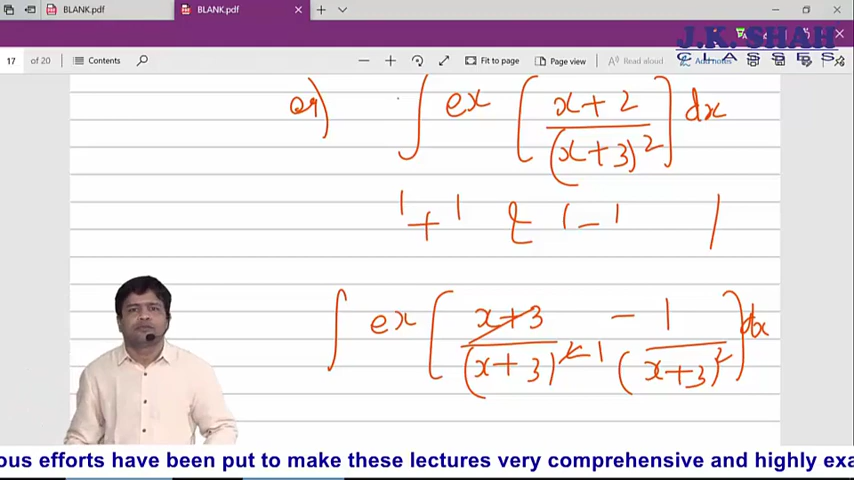 BLANK.pdf BLANK.pdf
J.K. SHAH
CLASSES
17 of 20 Contents Fit to page Page view Read aloud Add notes
Q1) ∫ ex [ x+2 / (x+3)2 ] dx
'+' & '-' |
∫ ex [ x+3 / (x+3)2 1 - 1 / (x+3)2 ] dx
ous efforts have been put to make these lectures very comprehensive and highly exa